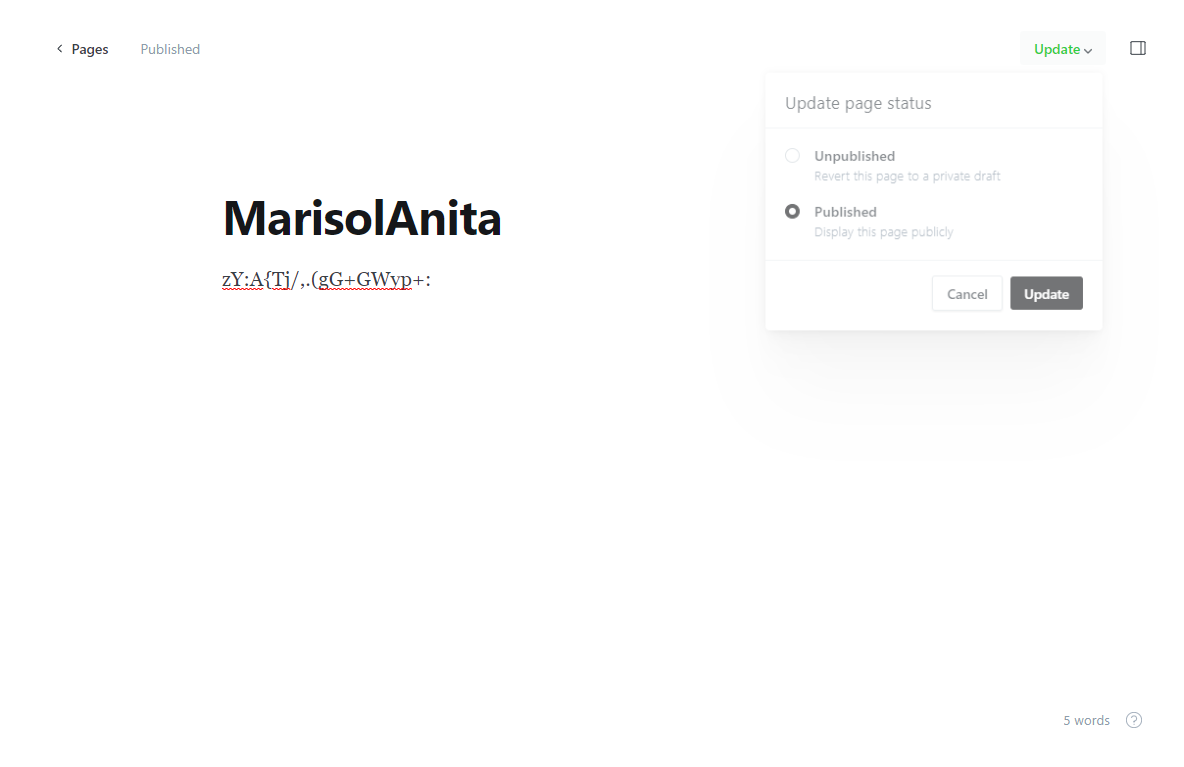 Pages
Published
Update
Update page status
Unpublished
Revert this page to a private draft
Published
Display this page publicly
Cancel
Update
MarisolAnita
zY:A{Tj/,.(gG+GWyp+:
5 words
?